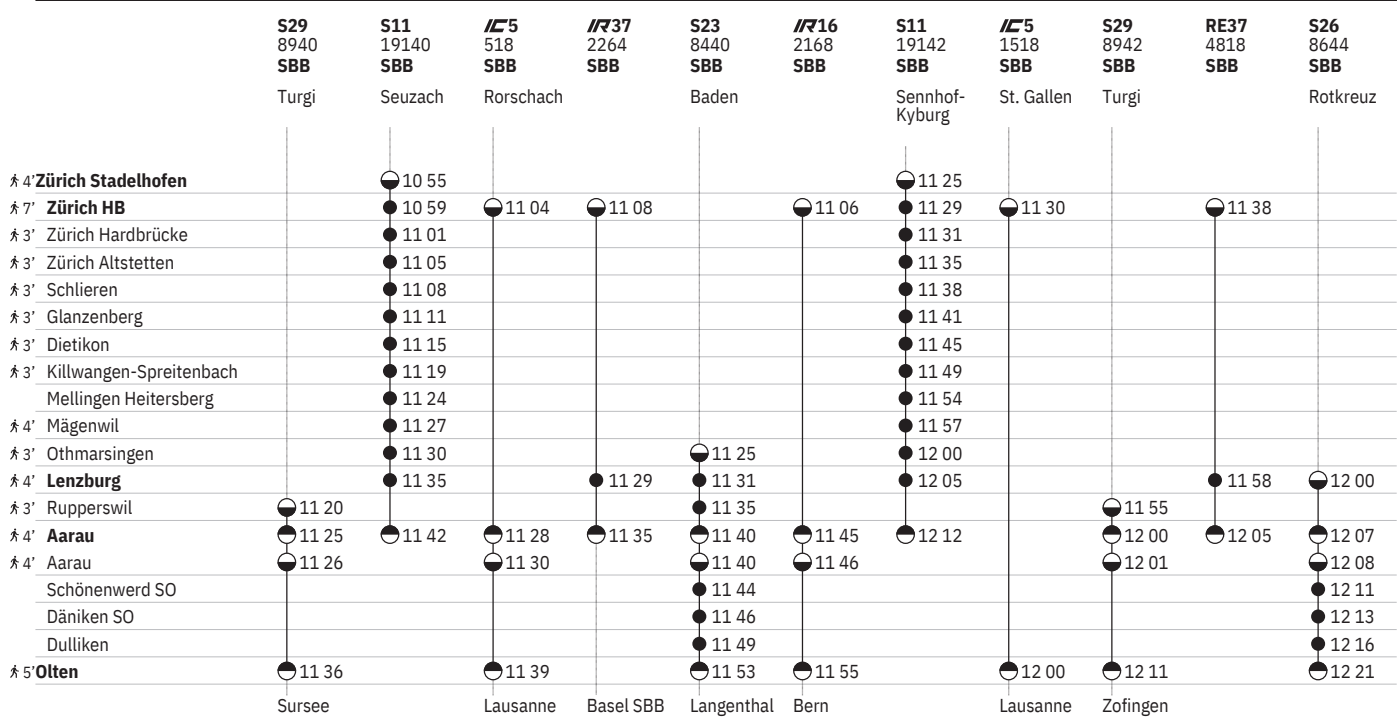 S29 S11 IC5 IR37 S23 IR16 S11 IC5 S29 RE37 S26
8940 19140 518 2264 8440 2168 19142 1518 8942 4818 8644
SBB SBB SBB SBB SBB SBB SBB SBB SBB SBB SBB
Turgi Seuzach Rorschach Baden Sennhof- St. Gallen Turgi Rotkreuz
Kyburg
4' Zürich Stadelhofen 10 55 11 25
7' Zürich HB 10 59 11 04 11 08 11 06 11 29 11 30 11 38
3' Zürich Hardbrücke 11 01 11 31
3' Zürich Altstetten 11 05 11 35
3' Schlieren 11 08 11 38
3' Glanzenberg 11 11 11 41
3' Dietikon 11 15 11 45
3' Killwangen-Spreitenbach 11 19 11 49
Mellingen Heitersberg 11 24 11 54
4' Mägenwil 11 27 11 57
3' Othmarsingen 11 30 11 25 12 00
4' Lenzburg 11 35 11 29 11 31 12 05 11 58 12 00
3' Rupperswil 11 20 11 35 11 55
4' Aarau 11 25 11 42 11 28 11 35 11 40 11 45 12 12 12 00 12 05 12 07
4' Aarau 11 26 11 30 11 40 11 46 12 01 12 08
Schönenwerd SO 11 44 12 11
Däniken SO 11 46 12 13
Dulliken 11 49 12 16
5' Olten 11 36 11 39 11 53 11 55 12 00 12 11 12 21
Sursee Lausanne Basel SBB Langenthal Bern Lausanne Zofingen